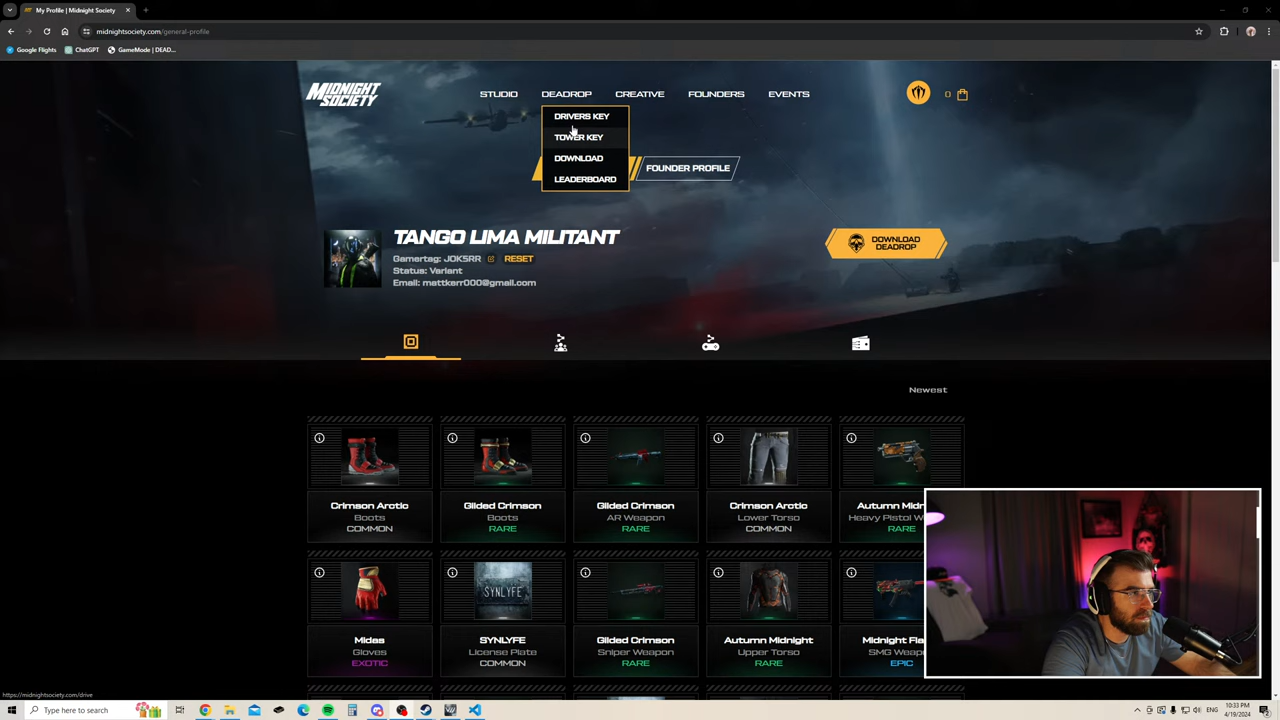 My Profile | Midnight Society
midnightsociety.com/general-profile
Google Flights
ChatGPT
GameMode | DEAD...
MIDNIGHT
SOCIETY
STUDIO
DEADROP
CREATIVE
FOUNDERS
EVENTS
0
DRIVERS KEY
TOWER KEY
DOWNLOAD
LEADERBOARD
FOUNDER PROFILE
TANGO LIMA MILITANT
Gamertag: JOKSRR
RESET
Status: Variant
Email: mattkerr000@gmail.com
DOWNLOAD
DEADROP
Newest
Crimson Arctic
Boots
COMMON
Gilded Crimson
Boots
RARE
Gilded Crimson
AR Weapon
RARE
Crimson Arctic
Lower Torso
COMMON
Autumn Midn
Heavy Pistol W
RARE
Midas
Gloves
EXOTIC
SYNLYFE
SYNLYFE
License Plate
COMMON
Gilded Crimson
Sniper Weapon
RARE
Autumn Midnight
Upper Torso
RARE
Midnight Fla
SMG Weap
EPIC
https://midnightsociety.com/drive
Type here to search
ENG
10:33 PM
4/19/2024